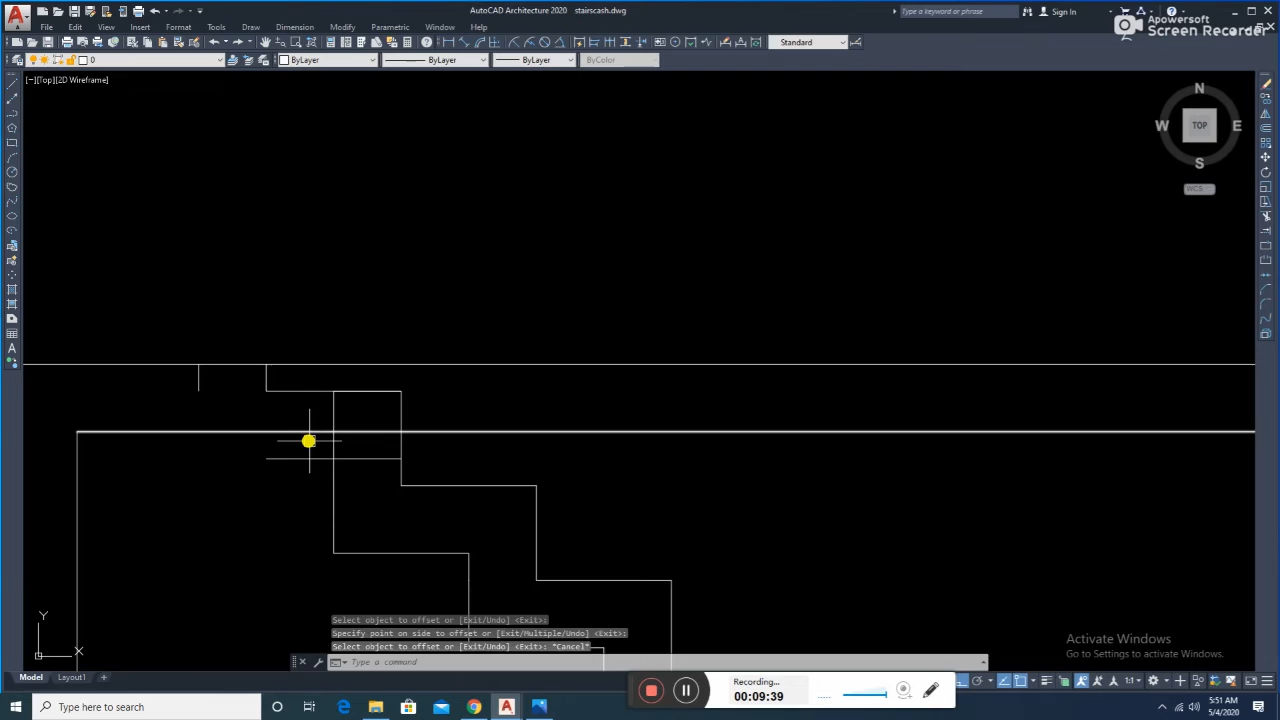 AutoCAD Architecture 2020 stairscash.dwg
Type a keyword or phrase
Sign In
Apowersoft
Screen Recorder
File Edit View Insert Format Tools Draw Dimension Modify Parametric Window Express Help
Standard
0
ByLayer
ByLayer
ByLayer
ByColor
[−][Top][2D Wireframe]
N
W
TOP
E
S
WCS
Y
X
Select object to offset or [Exit/Undo] <Exit>:
Specify point on side to offset or [Exit/Multiple/Undo] <Exit>:
Select object to offset or [Exit/Undo] <Exit>: *Cancel*
Type a command
Activate Windows
Go to Settings to activate Windows.
Model Layout1 +
1:1
Recording...
00:09:39
Type here to search
5:51 AM
5/4/2020